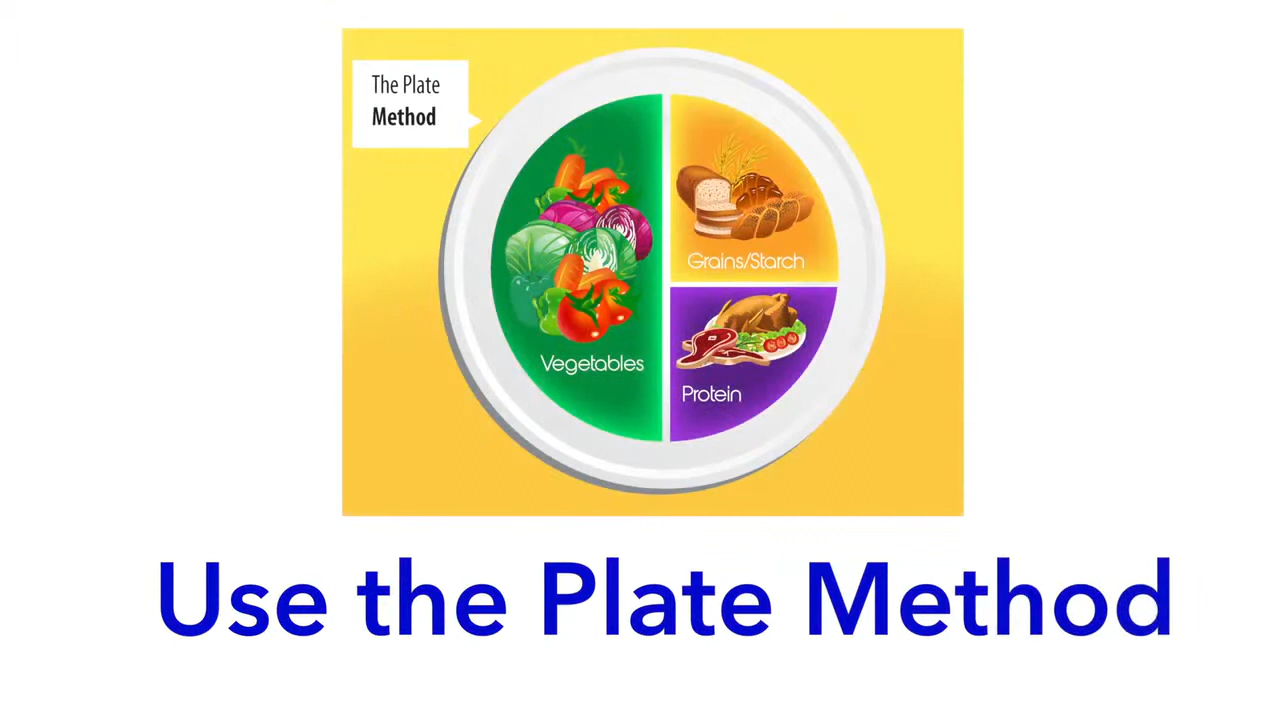 The Plate
Method
Grains/Starch
Vegetables
Protein
Use the Plate Method